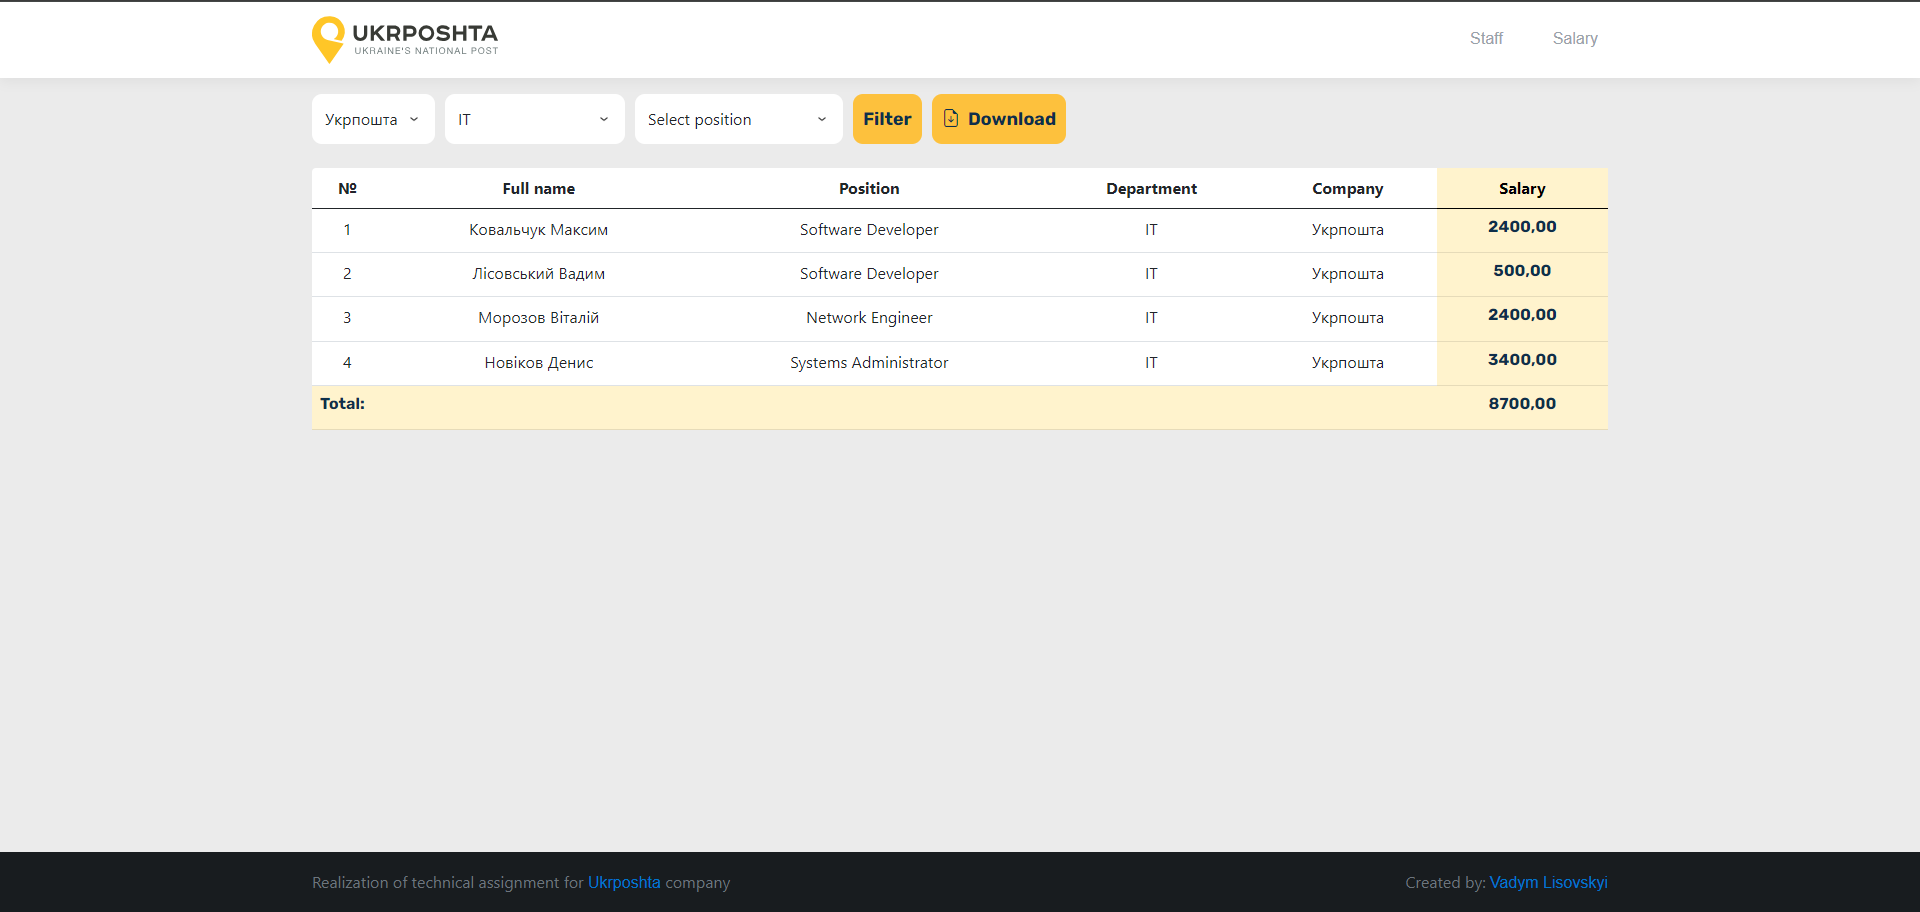 UKRPOSHTA
UKRAINE'S NATIONAL POST
Staff Salary
Укрпошта IT Select position Filter Download
№ Full name Position Department Company Salary
1 Ковальчук Максим Software Developer IT Укрпошта 2400,00
2 Лісовський Вадим Software Developer IT Укрпошта 500,00
3 Морозов Віталій Network Engineer IT Укрпошта 2400,00
4 Новіков Денис Systems Administrator IT Укрпошта 3400,00
Total: 8700,00
Realization of technical assignment for Ukrposhta company Created by: Vadym Lisovskyi